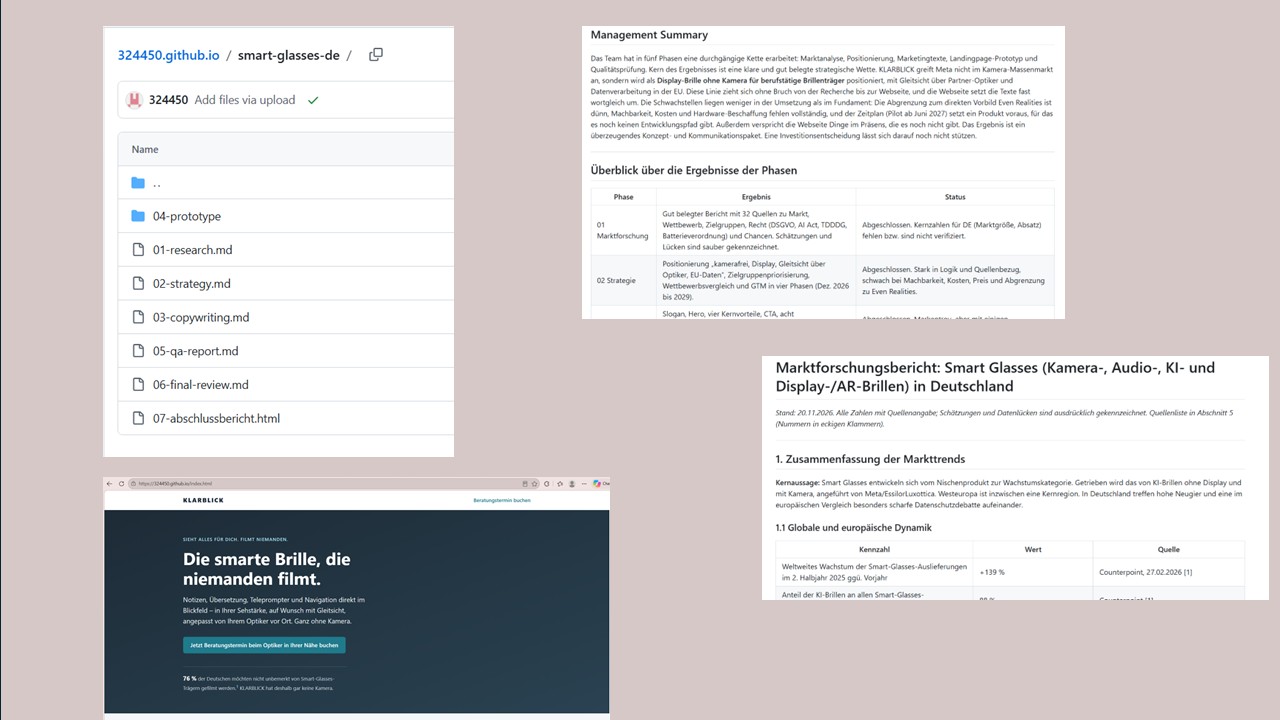 324450.github.io / smart-glasses-de /
324450 Add files via upload
Name
..
04-prototype
01-research.md
02-strategy.md
03-copywriting.md
05-qa-report.md
06-final-review.md
07-abschlussbericht.html
Management Summary
Das Team hat in fünf Phasen eine durchgängige Kette erarbeitet: Marktanalyse, Positionierung, Marketingtexte, Landingpage-Prototyp und
Qualitätsprüfung. Kern des Ergebnisses ist eine klare und gut belegte strategische Wette. KLARBLICK greift Meta nicht im Kamera-Massenmarkt
an, sondern wird als Display-Brille ohne Kamera für berufstätige Brillenträger positioniert, mit Gleitsicht über Partner-Optiker und
Datenverarbeitung in der EU. Diese Linie zieht sich ohne Bruch von der Recherche bis zur Webseite, und die Webseite setzt die Texte fast
wortgleich um. Die Schwachstellen liegen weniger in der Umsetzung als im Fundament: Die Abgrenzung zum direkten Vorbild Even Realities ist
dünn, Machbarkeit, Kosten und Hardware-Beschaffung fehlen vollständig, und der Zeitplan (Pilot ab Juni 2027) setzt ein Produkt voraus, für das
es noch keinen Entwicklungspfad gibt. Außerdem verspricht die Webseite Dinge im Präsens, die es noch nicht gibt. Das Ergebnis ist ein
überzeugendes Konzept- und Kommunikationspaket. Eine Investitionsentscheidung lässt sich darauf noch nicht stützen.
Überblick über die Ergebnisse der Phasen
Phase Ergebnis Status
01 Marktforschung
Gut belegter Bericht mit 32 Quellen zu Markt,
Wettbewerb, Zielgruppen, Recht (DSGVO, AI Act, TDDDG,
Batterieverordnung) und Chancen. Schätzungen und
Lücken sind sauber gekennzeichnet.
Abgeschlossen. Kernzahlen für DE (Marktgröße, Absatz)
fehlen bzw. sind nicht verifiziert.
02 Strategie
Positionierung „kamerafrei, Display, Gleitsicht über
Optiker, EU-Daten“, Zielgruppenpriorisierung,
Wettbewerbsvergleich und GTM in vier Phasen (Dez. 2026
bis 2029).
Abgeschlossen. Stark in Logik und Quellenbezug,
schwach bei Machbarkeit, Kosten, Preis und Abgrenzung
zu Even Realities.
Slogan, Hero, vier Kernvorteile, CTA, acht
Marktforschungsbericht: Smart Glasses (Kamera-, Audio-, KI- und
Display-/AR-Brillen) in Deutschland
Stand: 20.11.2026. Alle Zahlen mit Quellenangabe; Schätzungen und Datenlücken sind ausdrücklich gekennzeichnet. Quellenliste in Abschnitt 5
(Nummern in eckigen Klammern).
1. Zusammenfassung der Markttrends
Kernaussage: Smart Glasses entwickeln sich vom Nischenprodukt zur Wachstumskategorie. Getrieben wird das von KI-Brillen ohne Display und
mit Kamera, angeführt von Meta/EssilorLuxottica. Westeuropa ist inzwischen eine Kernregion. In Deutschland treffen hohe Neugier und eine im
europäischen Vergleich besonders scharfe Datenschutzdebatte aufeinander.
1.1 Globale und europäische Dynamik
Kennzahl Wert Quelle
Weltweites Wachstum der Smart-Glasses-Auslieferungen
im 2. Halbjahr 2025 ggü. Vorjahr
+139 %
Counterpoint, 27.02.2026 [1]
Anteil der KI-Brillen an allen Smart-Glasses-
https://324450.github.io/index.html
KLARBLICK
Beratungstermin buchen
SIEHT ALLES FÜR DICH. FILMT NIEMANDEN.
Die smarte Brille, die
niemanden filmt.
Notizen, Übersetzung, Teleprompter und Navigation direkt im
Blickfeld – in Ihrer Sehstärke, auf Wunsch mit Gleitsicht,
angepasst von Ihrem Optiker vor Ort. Ganz ohne Kamera.
Jetzt Beratungstermin beim Optiker in Ihrer Nähe buchen
76 % der Deutschen möchten nicht unbemerkt von Smart-Glasses-
Trägern gefilmt werden.¹ KLARBLICK hat deshalb gar keine Kamera.